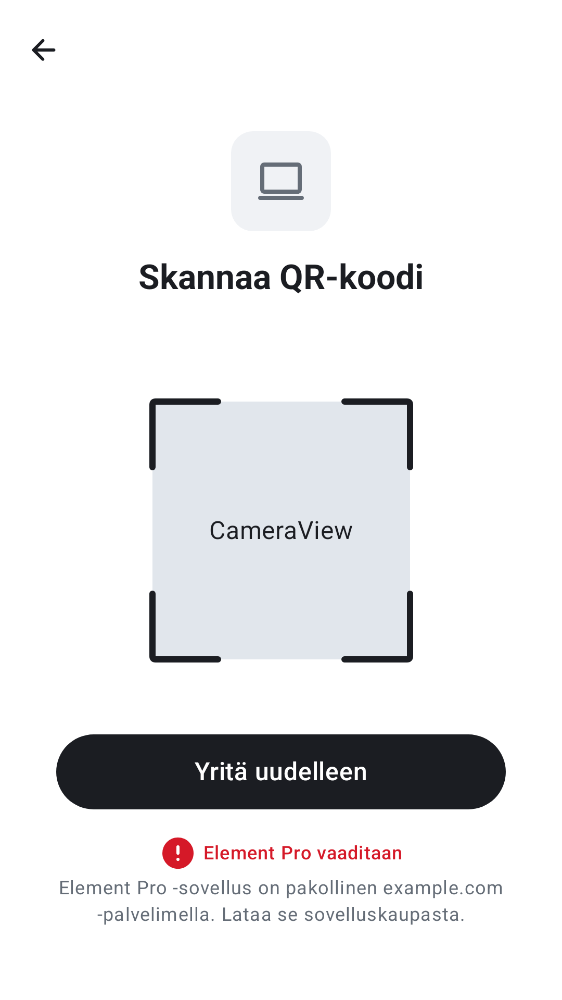 Skannaa QR-koodi
CameraView
Yritä uudelleen
Element Pro vaaditaan
Element Pro -sovellus on pakollinen example.com
-palvelimella. Lataa se sovelluskaupasta.